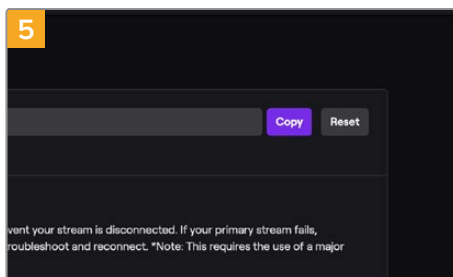 5
Copy Reset
vent your stream is disconnected. If your primary stream fails,
roubleshoot and reconnect. *Note: This requires the use of a major